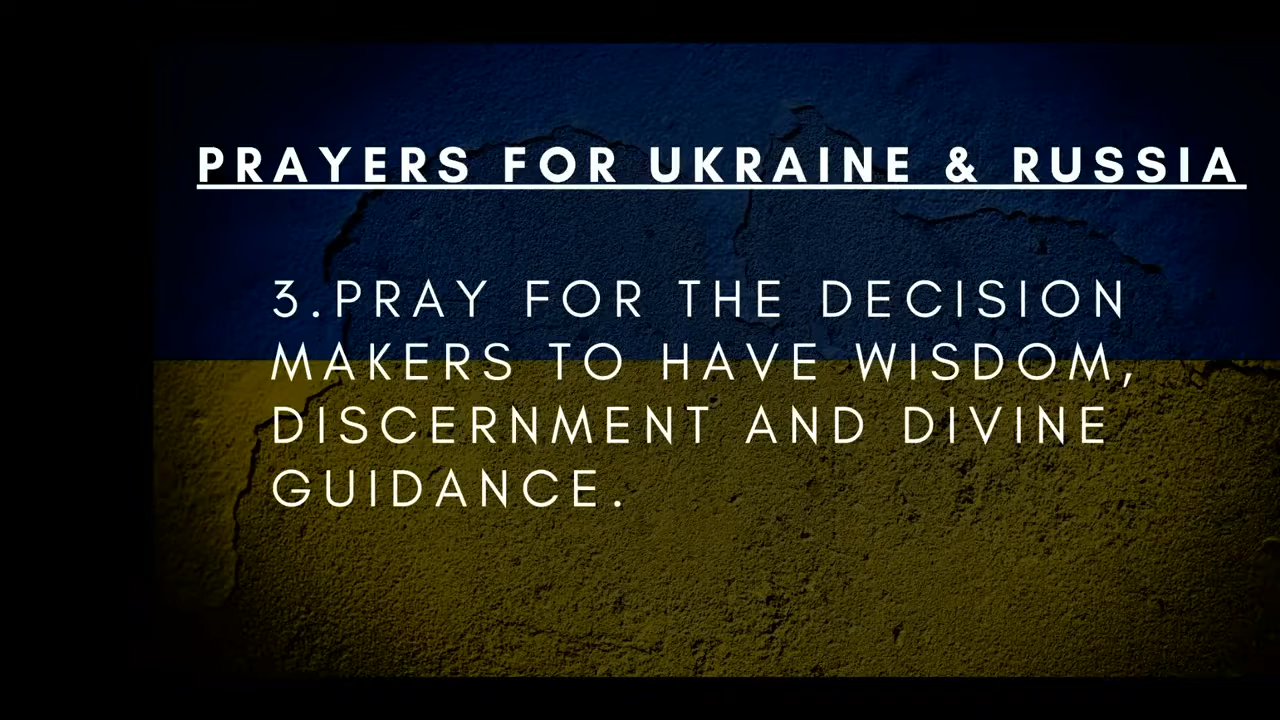 PRAYERS FOR UKRAINE & RUSSIA
3.PRAY FOR THE DECISION
MAKERS TO HAVE WISDOM,
DISCERNMENT AND DIVINE
GUIDANCE.